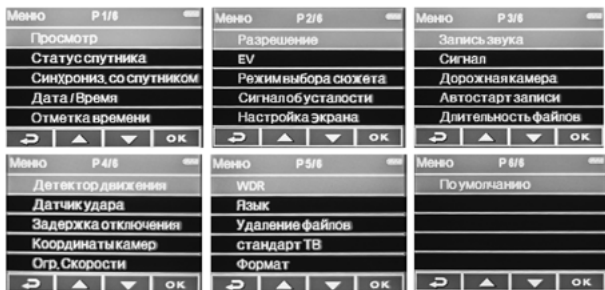 Меню P 1/6
Просмотр
Статус спутника
Синхрониз, со спутником
Дата / Время
Отметка времени
OK
Меню P 2/6
Разрешение
EV
Режим выбора сюжета
Сигнал об усталости
Настройка экрана
OK
Меню P 3/6
Запись звука
Сигнал
Дорожная камера
Автостарт записи
Длительность файлов
OK
Меню P 4/6
Детектор движения
Датчик удара
Задержка отключения
Координаты камер
Огр, Скорости
OK
Меню P 5/6
WDR
Язык
Удаление файлов
стандарт ТВ
Формат
OK
Меню P 6/6
По умолчанию
OK